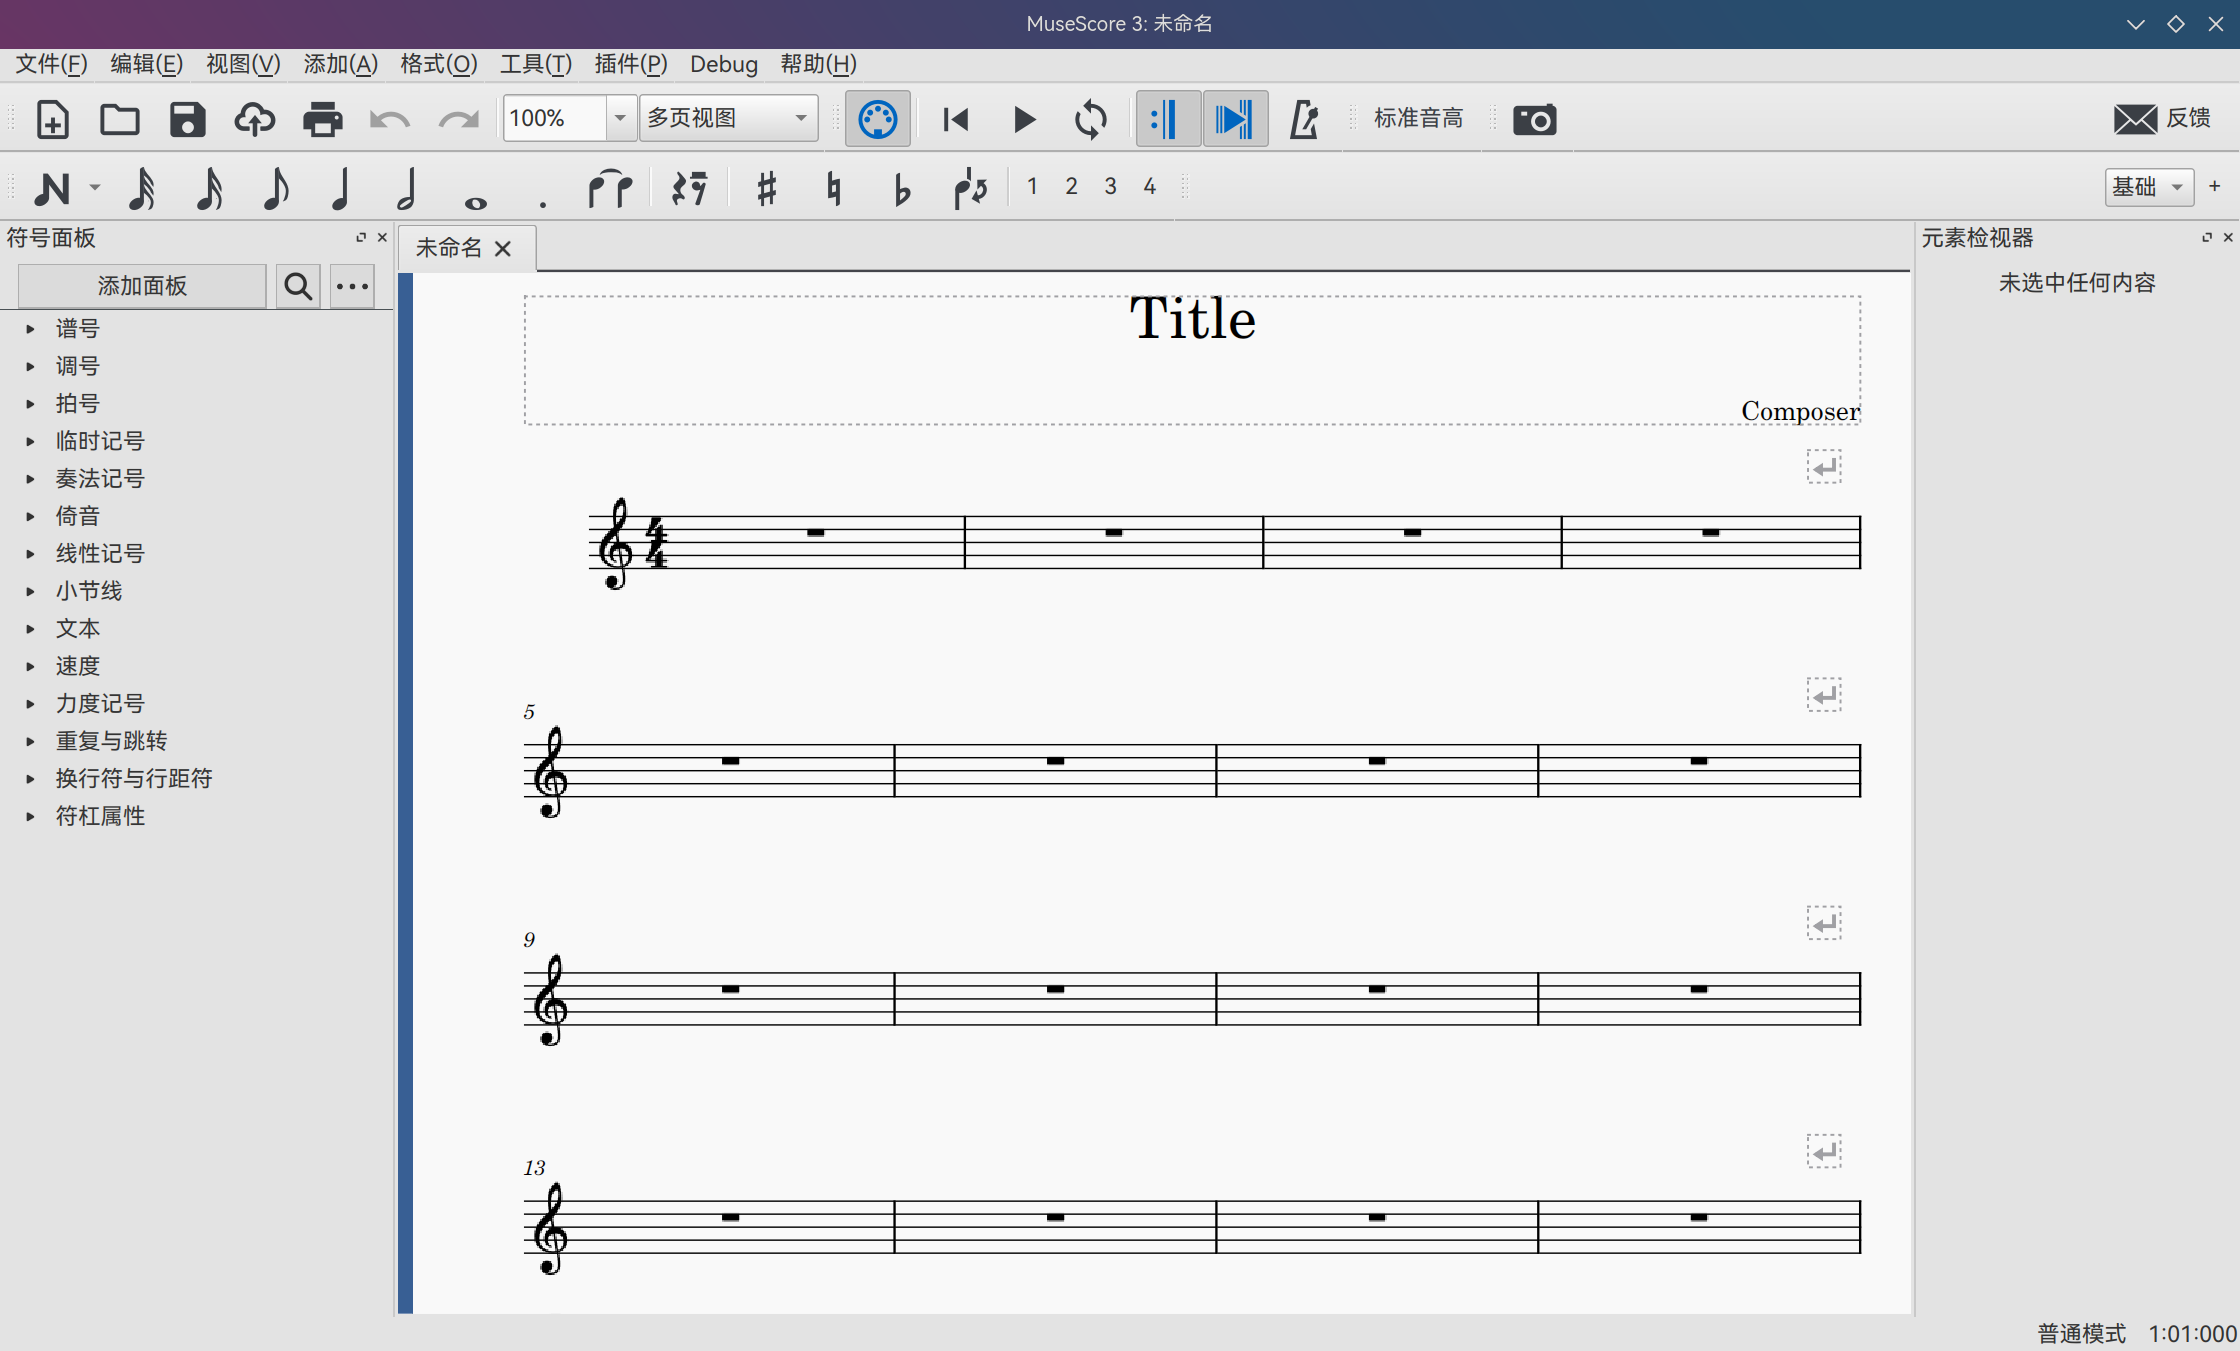 MuseScore 3: 未命名
文件(F) 编辑(E) 视图(V) 添加(A) 格式(O) 工具(T) 插件(P) Debug 帮助(H)
100% 多页视图 标准音高 反馈
1 2 3 4 基础 +
符号面板
添加面板
谱号
调号
拍号
临时记号
奏法记号
倚音
线性记号
小节线
文本
速度
力度记号
重复与跳转
换行符与行距符
符杠属性
未命名
Title
Composer
5
9
13
元素检视器
未选中任何内容
普通模式 1:01:000